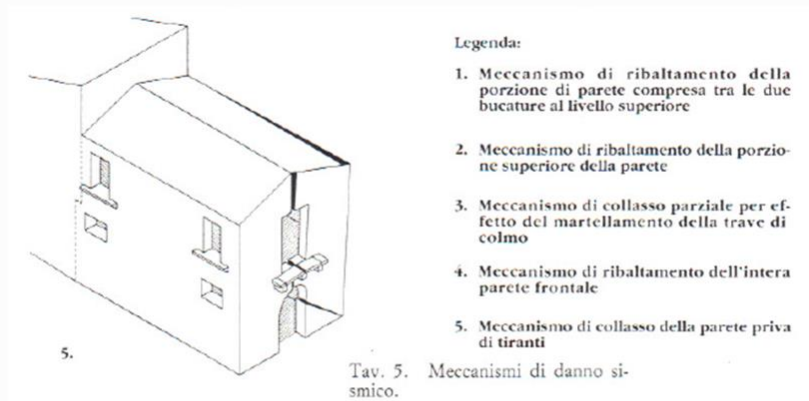 Legenda:
1. Meccanismo di ribaltamento della
porzione di parete compresa tra le due
bucature al livello superiore
2. Meccanismo di ribaltamento della porzio-
ne superiore della parete
3. Meccanismo di collasso parziale per ef-
fetto del martellamento della trave di
colmo
4. Meccanismo di ribaltamento dell'intera
parete frontale
5. Meccanismo di collasso della parete priva
di tiranti
5.
Tav. 5. Meccanismi di danno si-
smico.